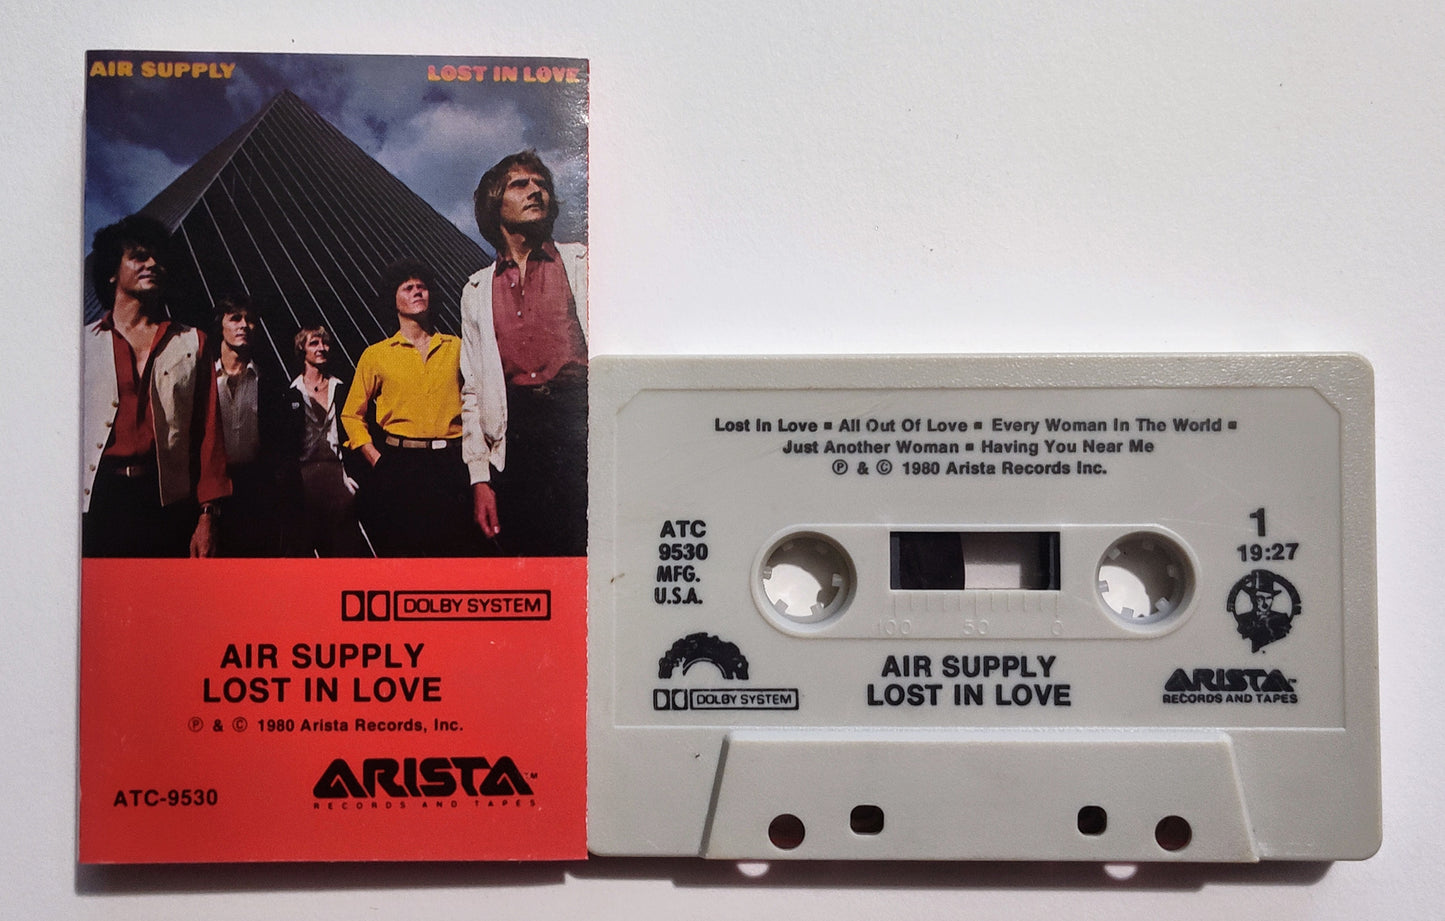 AIR SUPPLY
LOST IN LOVE
DOLBY SYSTEM
AIR SUPPLY
LOST IN LOVE
℗ & © 1980 Arista Records, Inc.
ARISTA™
RECORDS AND TAPES
ATC-9530
Lost In Love ▪ All Out Of Love ▪ Every Woman In The World ▪
Just Another Woman ▪ Having You Near Me
℗ & © 1980 Arista Records Inc.
ATC
9530
MFG.
U.S.A.
1
19:27
100 50 0
DOLBY SYSTEM
AIR SUPPLY
LOST IN LOVE
ARISTA™
RECORDS AND TAPES